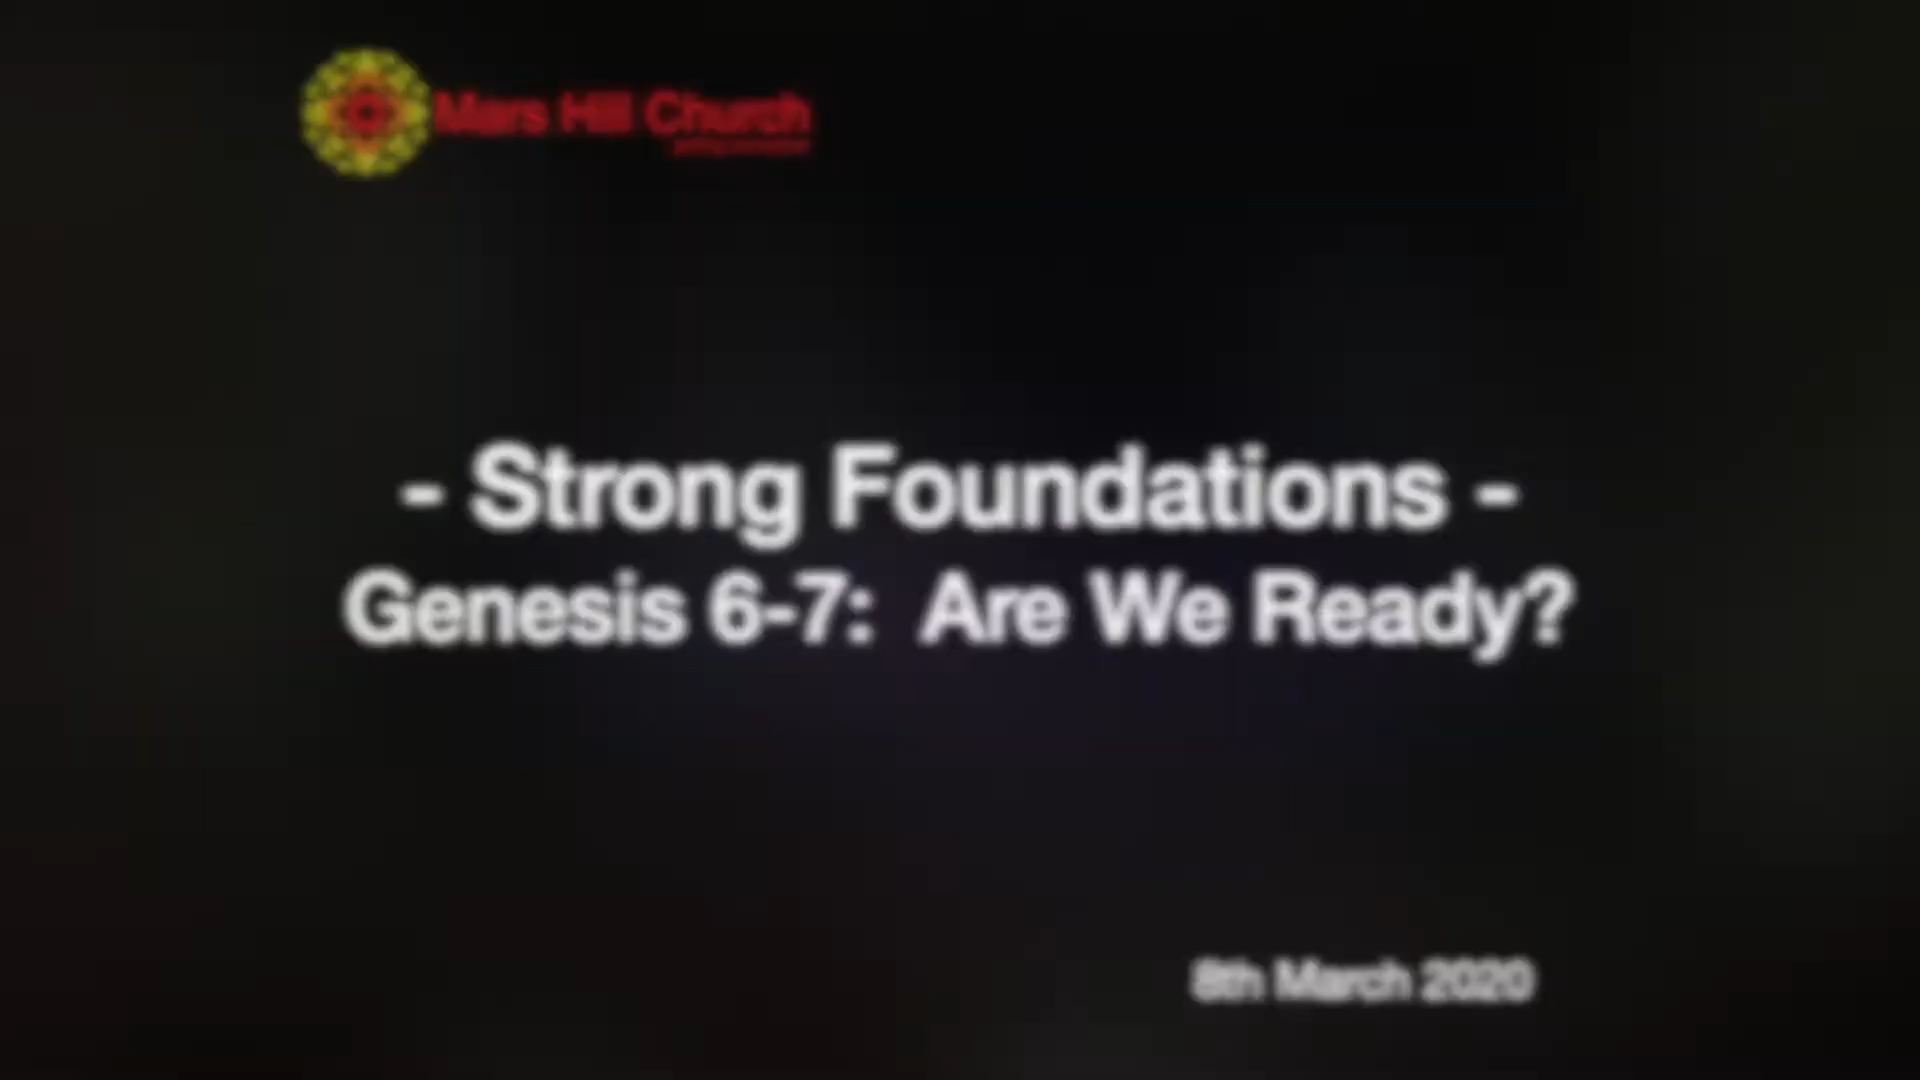 Mars Hill Church
- Strong Foundations -
Genesis 6-7: Are We Ready?
8th March 2020